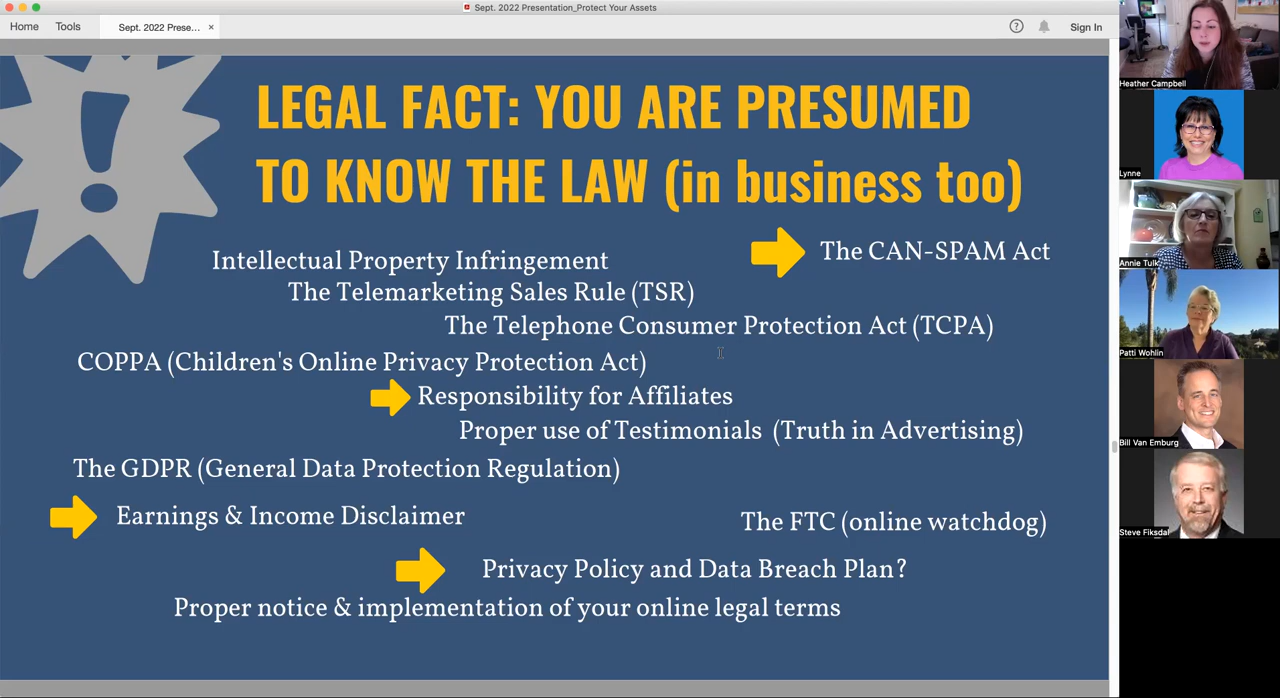 Sept. 2022 Presentation_Protect Your Assets
Home Tools Sept. 2022 Prese... × ? Sign In
LEGAL FACT: YOU ARE PRESUMED
TO KNOW THE LAW (in business too)
The CAN-SPAM Act
Intellectual Property Infringement
The Telemarketing Sales Rule (TSR)
The Telephone Consumer Protection Act (TCPA)
COPPA (Children's Online Privacy Protection Act)
Responsibility for Affiliates
Proper use of Testimonials (Truth in Advertising)
The GDPR (General Data Protection Regulation)
Earnings & Income Disclaimer
The FTC (online watchdog)
Privacy Policy and Data Breach Plan?
Proper notice & implementation of your online legal terms
Heather Campbell
Lynne
Annie Tulk
Patti Wohlin
Bill Van Emburg
Steve Fiksdal